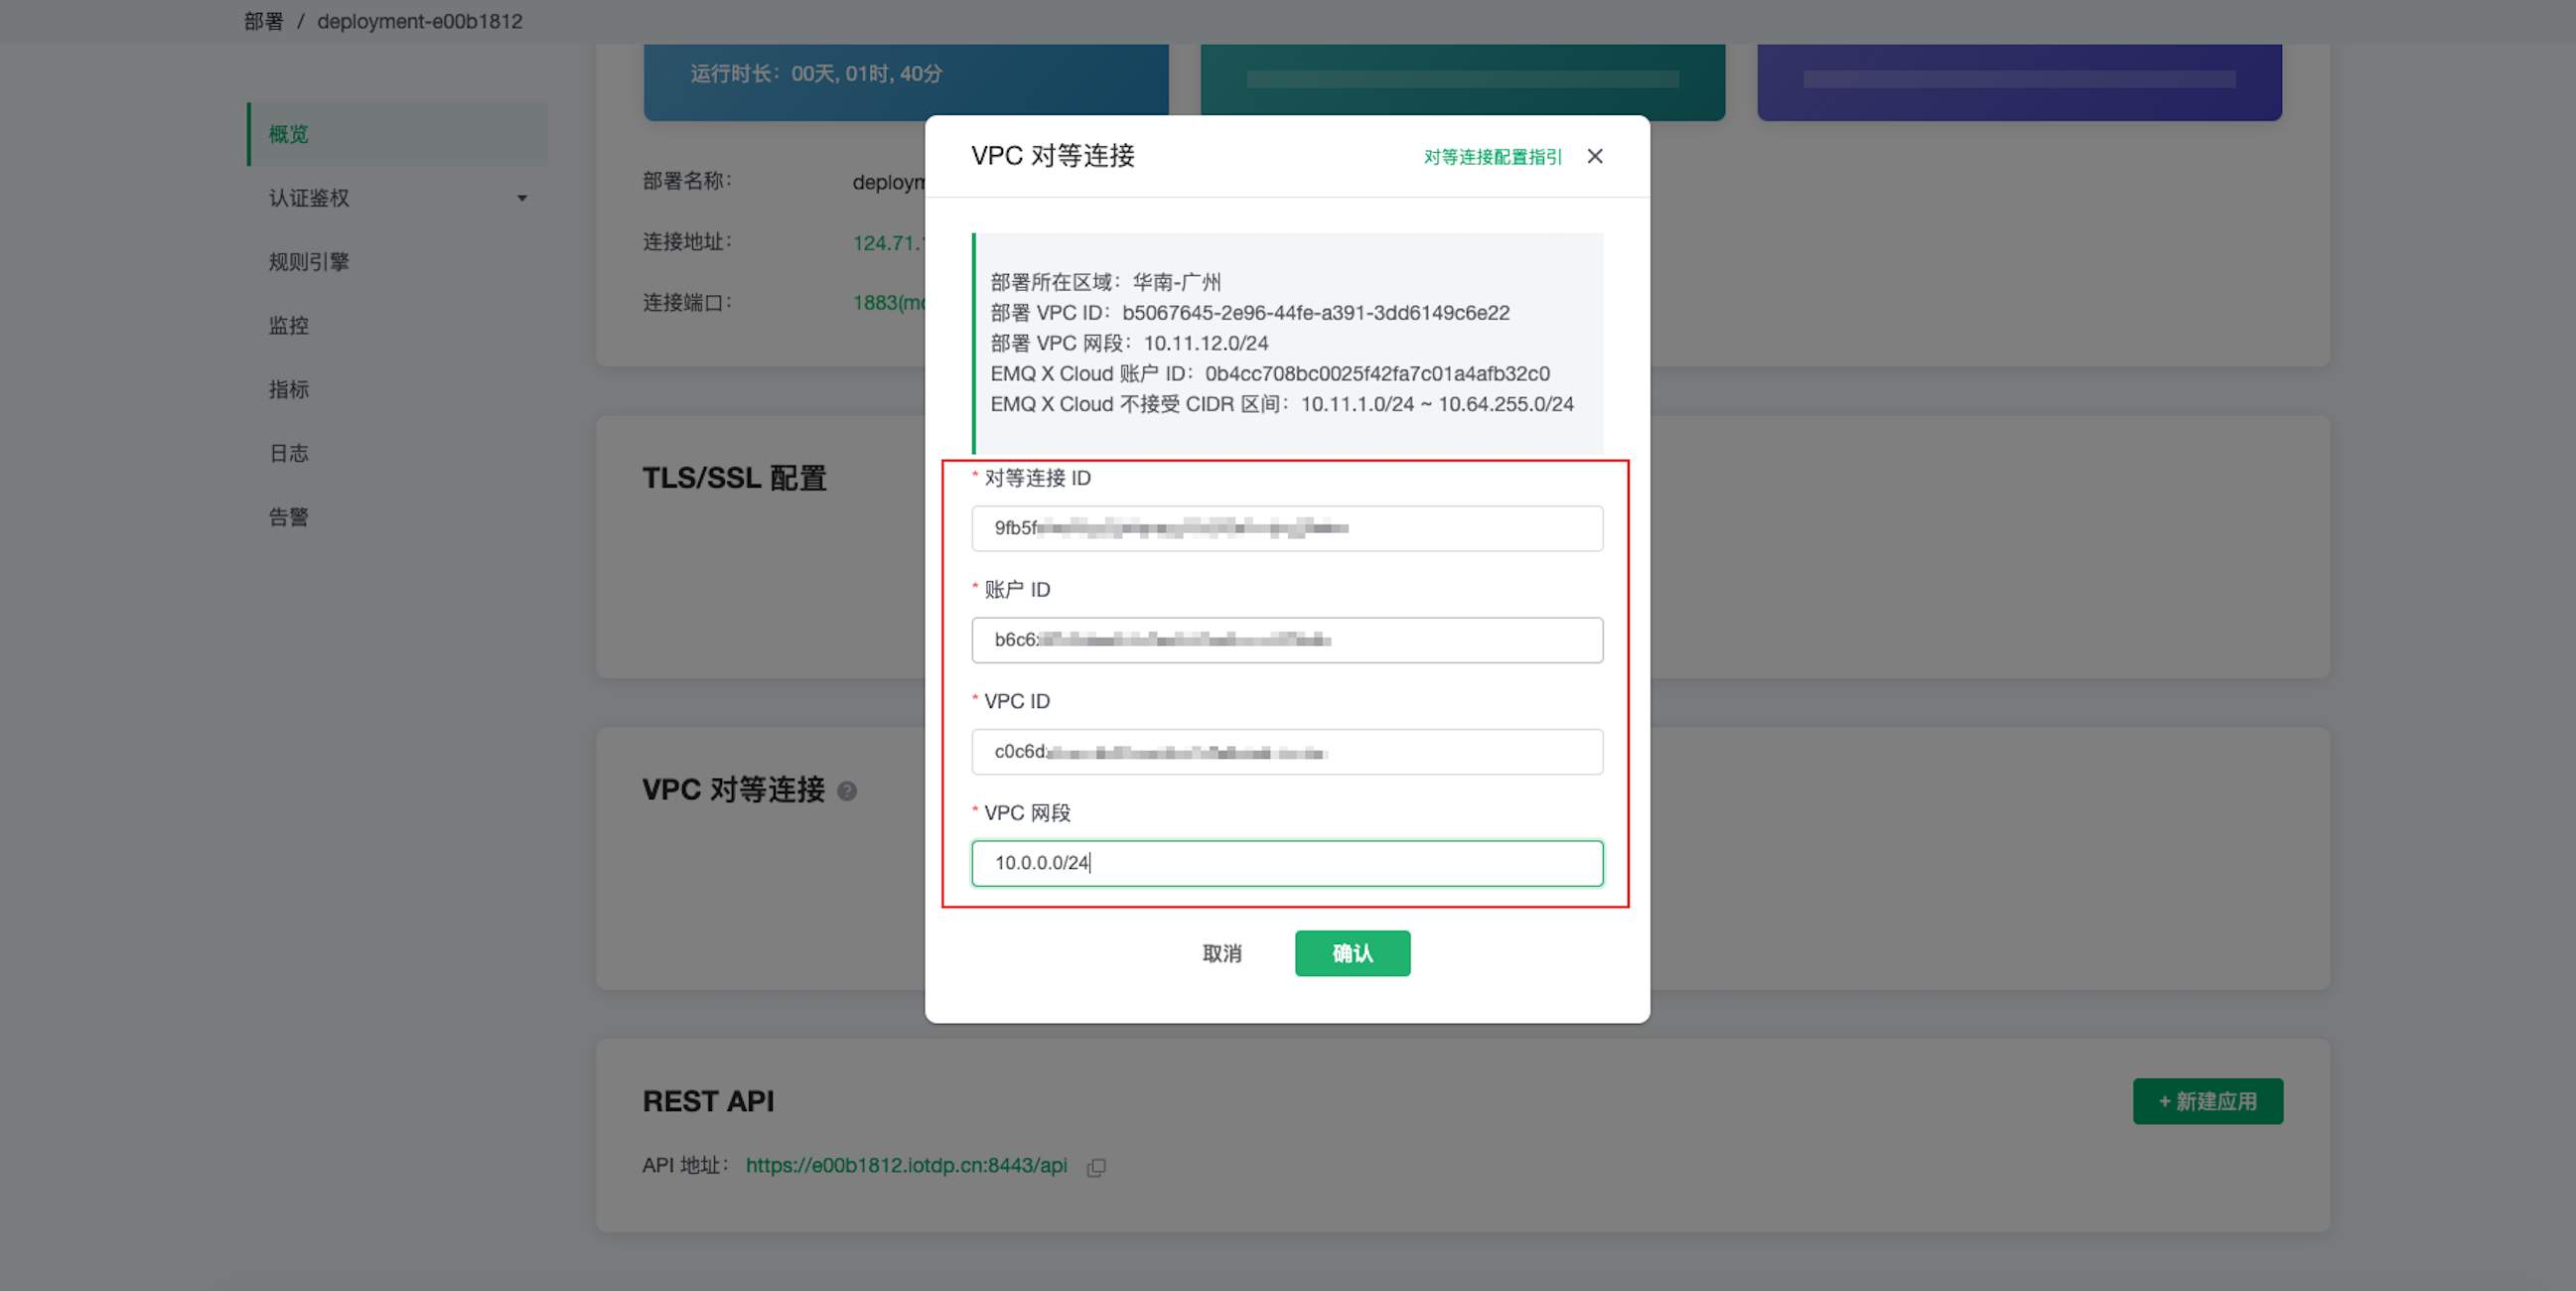 部署 / deployment-e00b1812
运行时长：00天, 01时, 40分
概览
认证鉴权
规则引擎
监控
指标
日志
告警
部署名称：
连接地址：
124.71.
连接端口：
1883(mc
TLS/SSL 配置
VPC 对等连接
VPC 对等连接
对等连接配置指引
部署所在区域：华南-广州
部署 VPC ID：b5067645-2e96-44fe-a391-3dd6149c6e22
部署 VPC 网段：10.11.12.0/24
EMQ X Cloud 账户 ID：0b4cc708bc0025f42fa7c01a4afb32c0
EMQ X Cloud 不接受 CIDR 区间：10.11.1.0/24 ~ 10.64.255.0/24
* 对等连接 ID
9fb5f
* 账户 ID
b6c6
* VPC ID
c0c6d
* VPC 网段
10.0.0.0/24
取消 确认
REST API
+ 新建应用
API 地址： https://e00b1812.iotdp.cn:8443/api